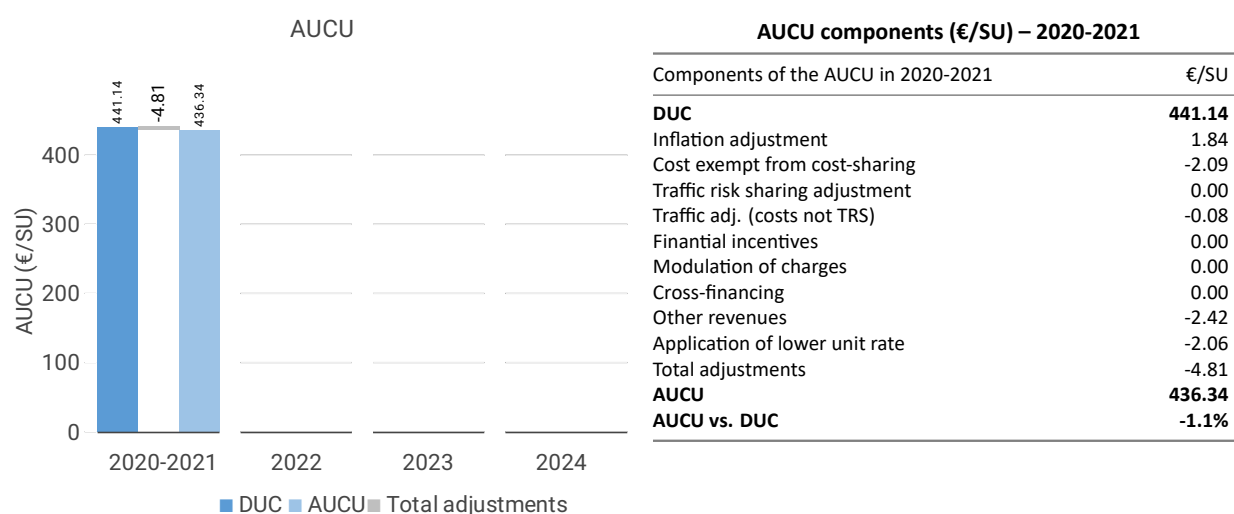 AUCU
441.14
-4.81
436.34
AUCU (€/SU)
400
300
200
100
0
2020-2021
2022
2023
2024
DUC AUCU Total adjustments
AUCU components (€/SU) – 2020-2021
Components of the AUCU in 2020-2021 €/SU
DUC 441.14
Inflation adjustment 1.84
Cost exempt from cost-sharing -2.09
Traffic risk sharing adjustment 0.00
Traffic adj. (costs not TRS) -0.08
Finantial incentives 0.00
Modulation of charges 0.00
Cross-financing 0.00
Other revenues -2.42
Application of lower unit rate -2.06
Total adjustments -4.81
AUCU 436.34
AUCU vs. DUC -1.1%